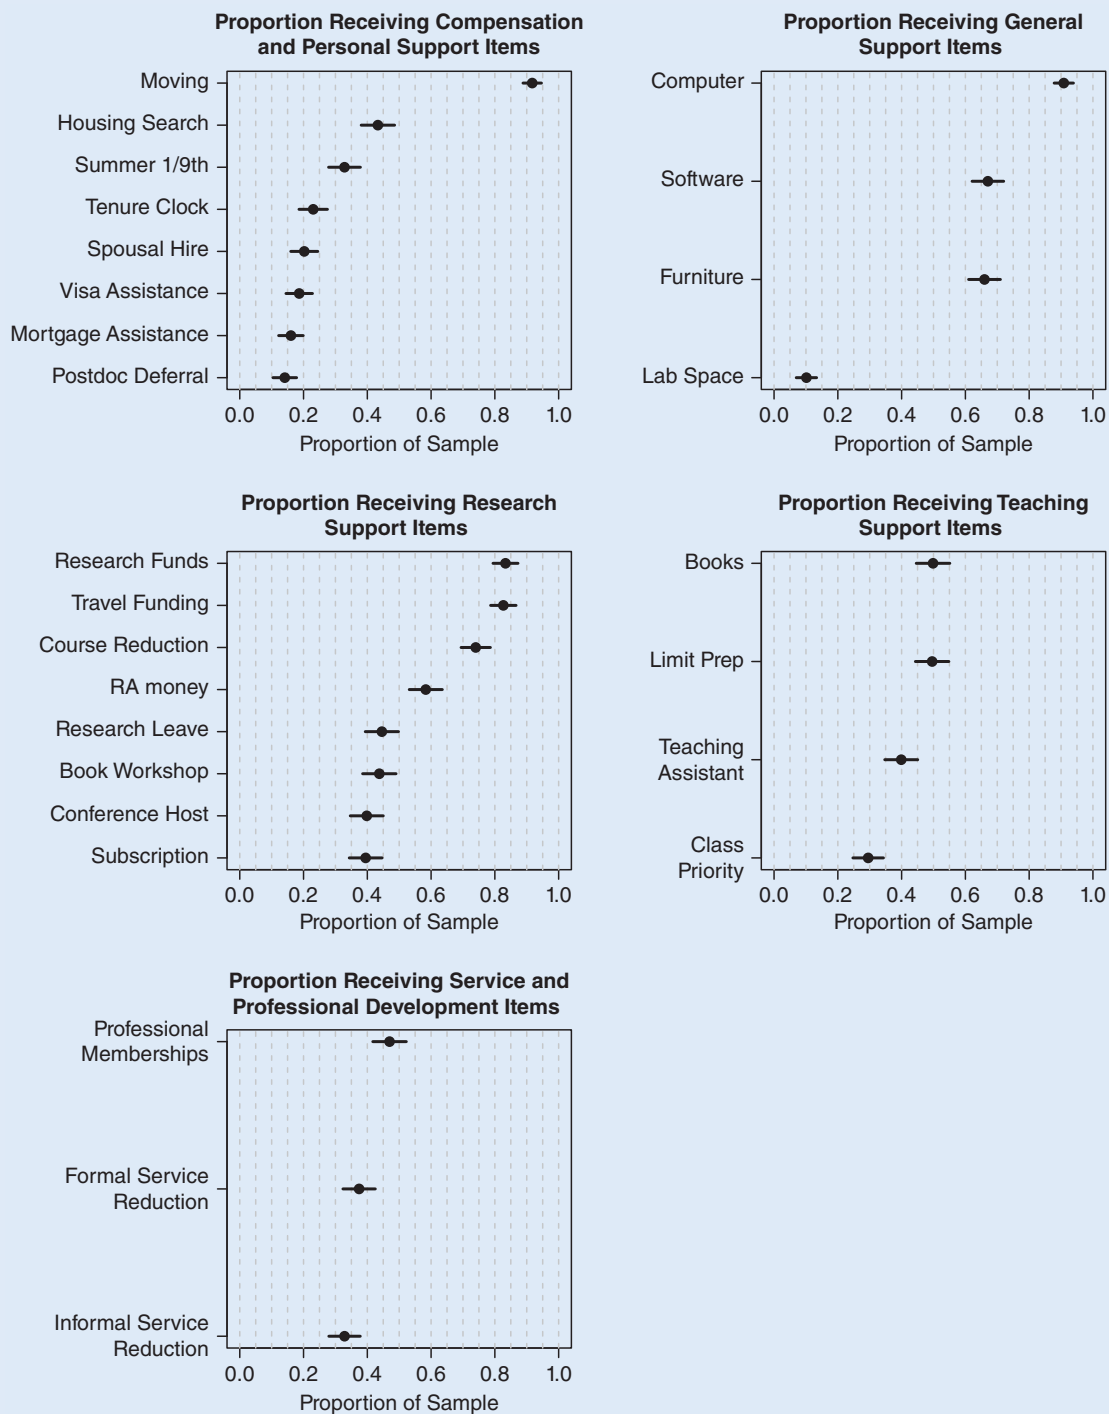 Proportion Receiving Compensation
and Personal Support Items
Moving
Housing Search
Summer 1/9th
Tenure Clock
Spousal Hire
Visa Assistance
Mortgage Assistance
Postdoc Deferral
0.0 0.2 0.4 0.6 0.8 1.0
Proportion of Sample
Proportion Receiving General
Support Items
Computer
Software
Furniture
Lab Space
0.0 0.2 0.4 0.6 0.8 1.0
Proportion of Sample
Proportion Receiving Research
Support Items
Research Funds
Travel Funding
Course Reduction
RA money
Research Leave
Book Workshop
Conference Host
Subscription
0.0 0.2 0.4 0.6 0.8 1.0
Proportion of Sample
Proportion Receiving Teaching
Support Items
Books
Limit Prep
Teaching
Assistant
Class
Priority
0.0 0.2 0.4 0.6 0.8 1.0
Proportion of Sample
Proportion Receiving Service and
Professional Development Items
Professional
Memberships
Formal Service
Reduction
Informal Service
Reduction
0.0 0.2 0.4 0.6 0.8 1.0
Proportion of Sample